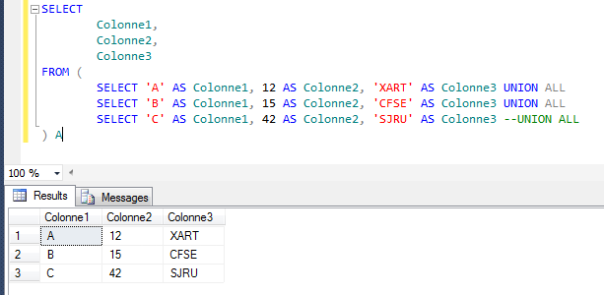 SELECT
Colonne1,
Colonne2,
Colonne3
FROM (
SELECT 'A' AS Colonne1, 12 AS Colonne2, 'XART' AS Colonne3 UNION ALL
SELECT 'B' AS Colonne1, 15 AS Colonne2, 'CFSE' AS Colonne3 UNION ALL
SELECT 'C' AS Colonne1, 42 AS Colonne2, 'SJRU' AS Colonne3 --UNION ALL
) A
100 %
Results Messages
Colonne1 Colonne2 Colonne3
1 A 12 XART
2 B 15 CFSE
3 C 42 SJRU